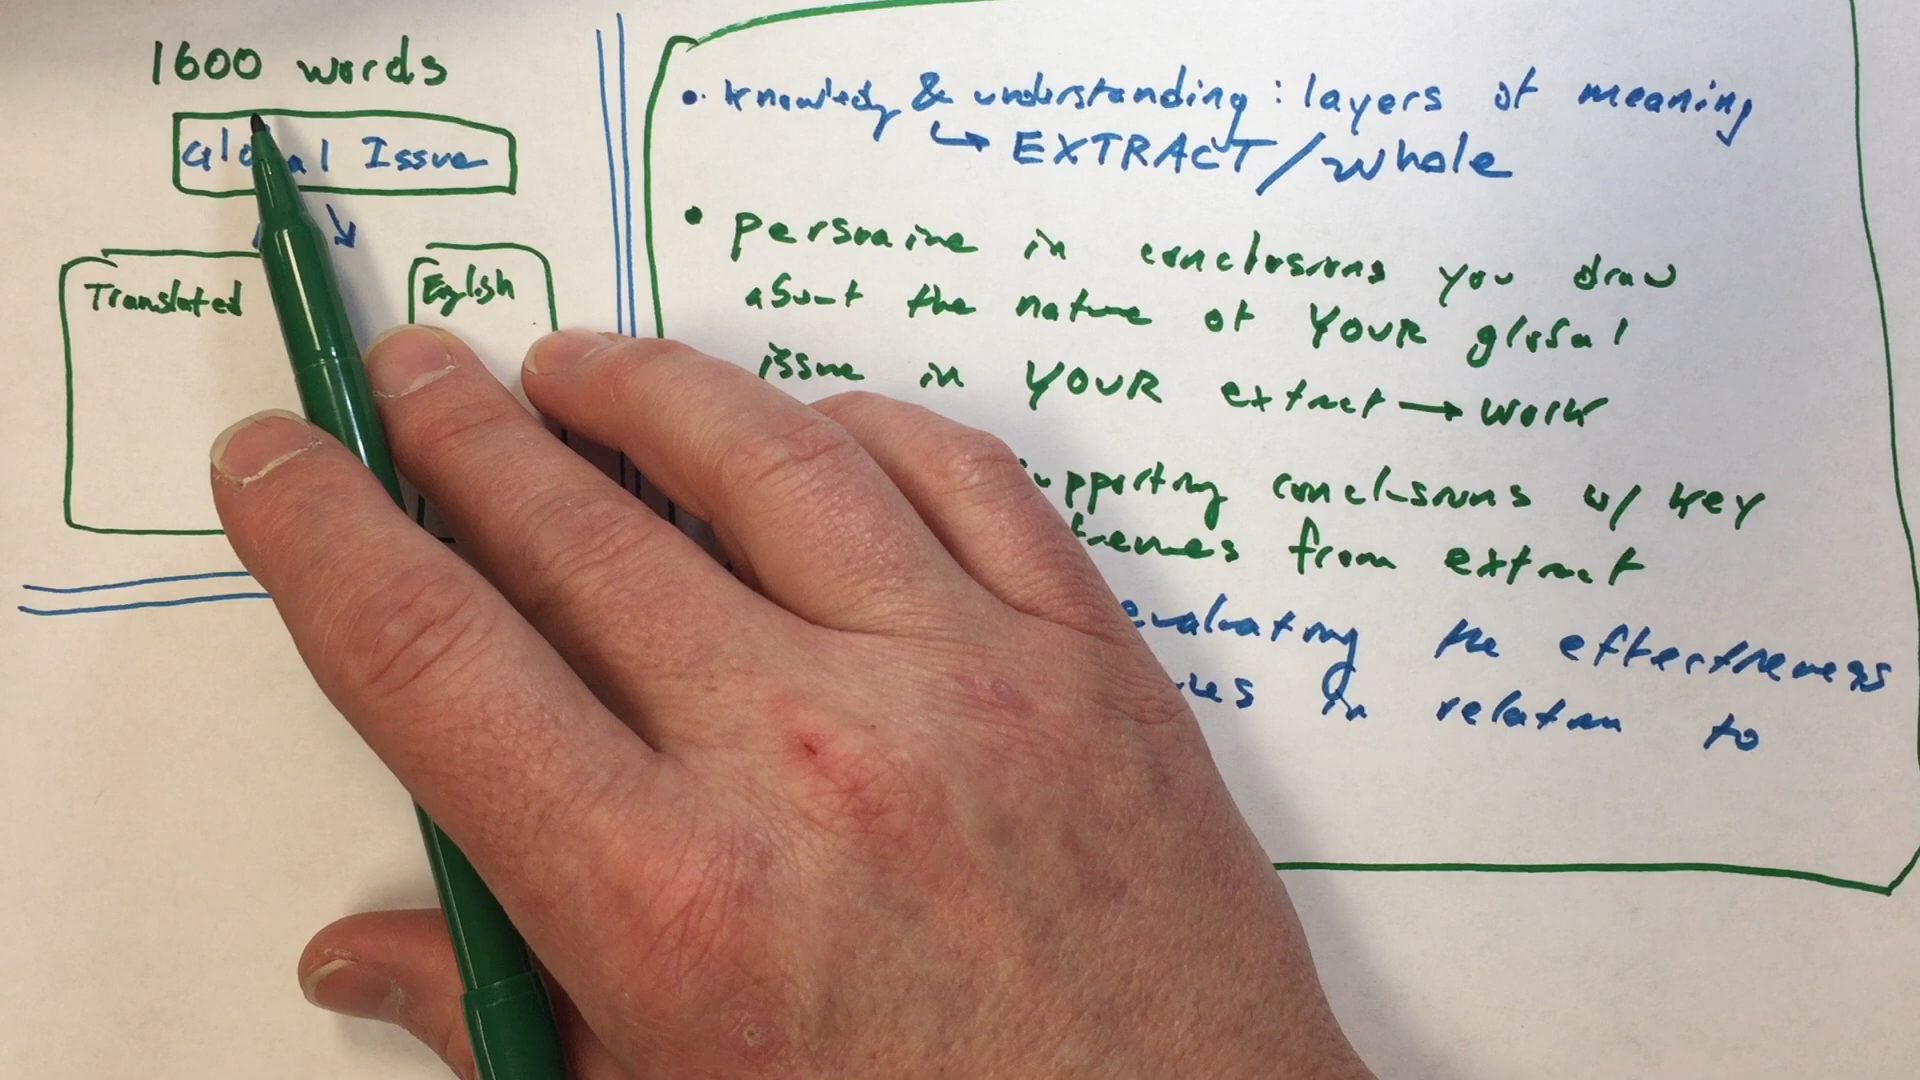 1600 words
Global Issue
Translated
English
• knowledge & understanding : layers of meaning
↳ EXTRACT/whole
• persuasive in conclusions you draw
about the nature of YOUR global
issue in YOUR extract → work
supporting conclusions w/ key
from extract
evaluating the effectiveness
in relation to